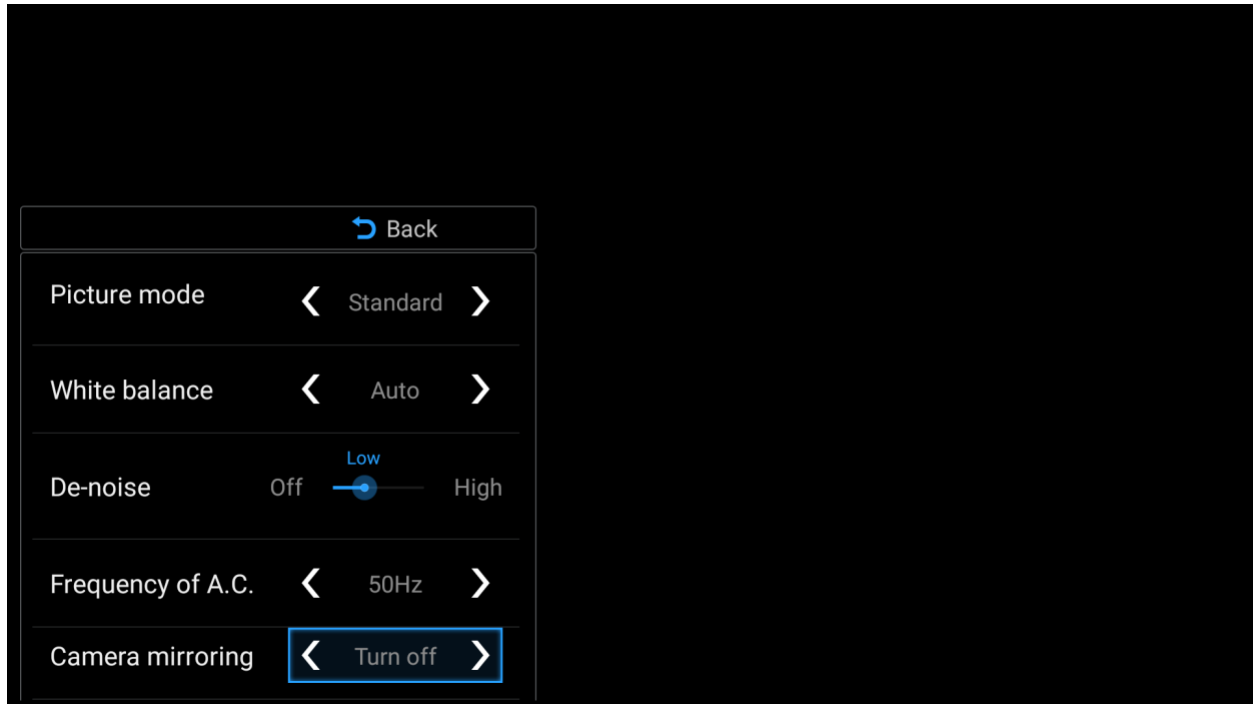 Back
Picture mode Standard
White balance Auto
Low
De-noise Off High
Frequency of A.C. 50Hz
Camera mirroring Turn off